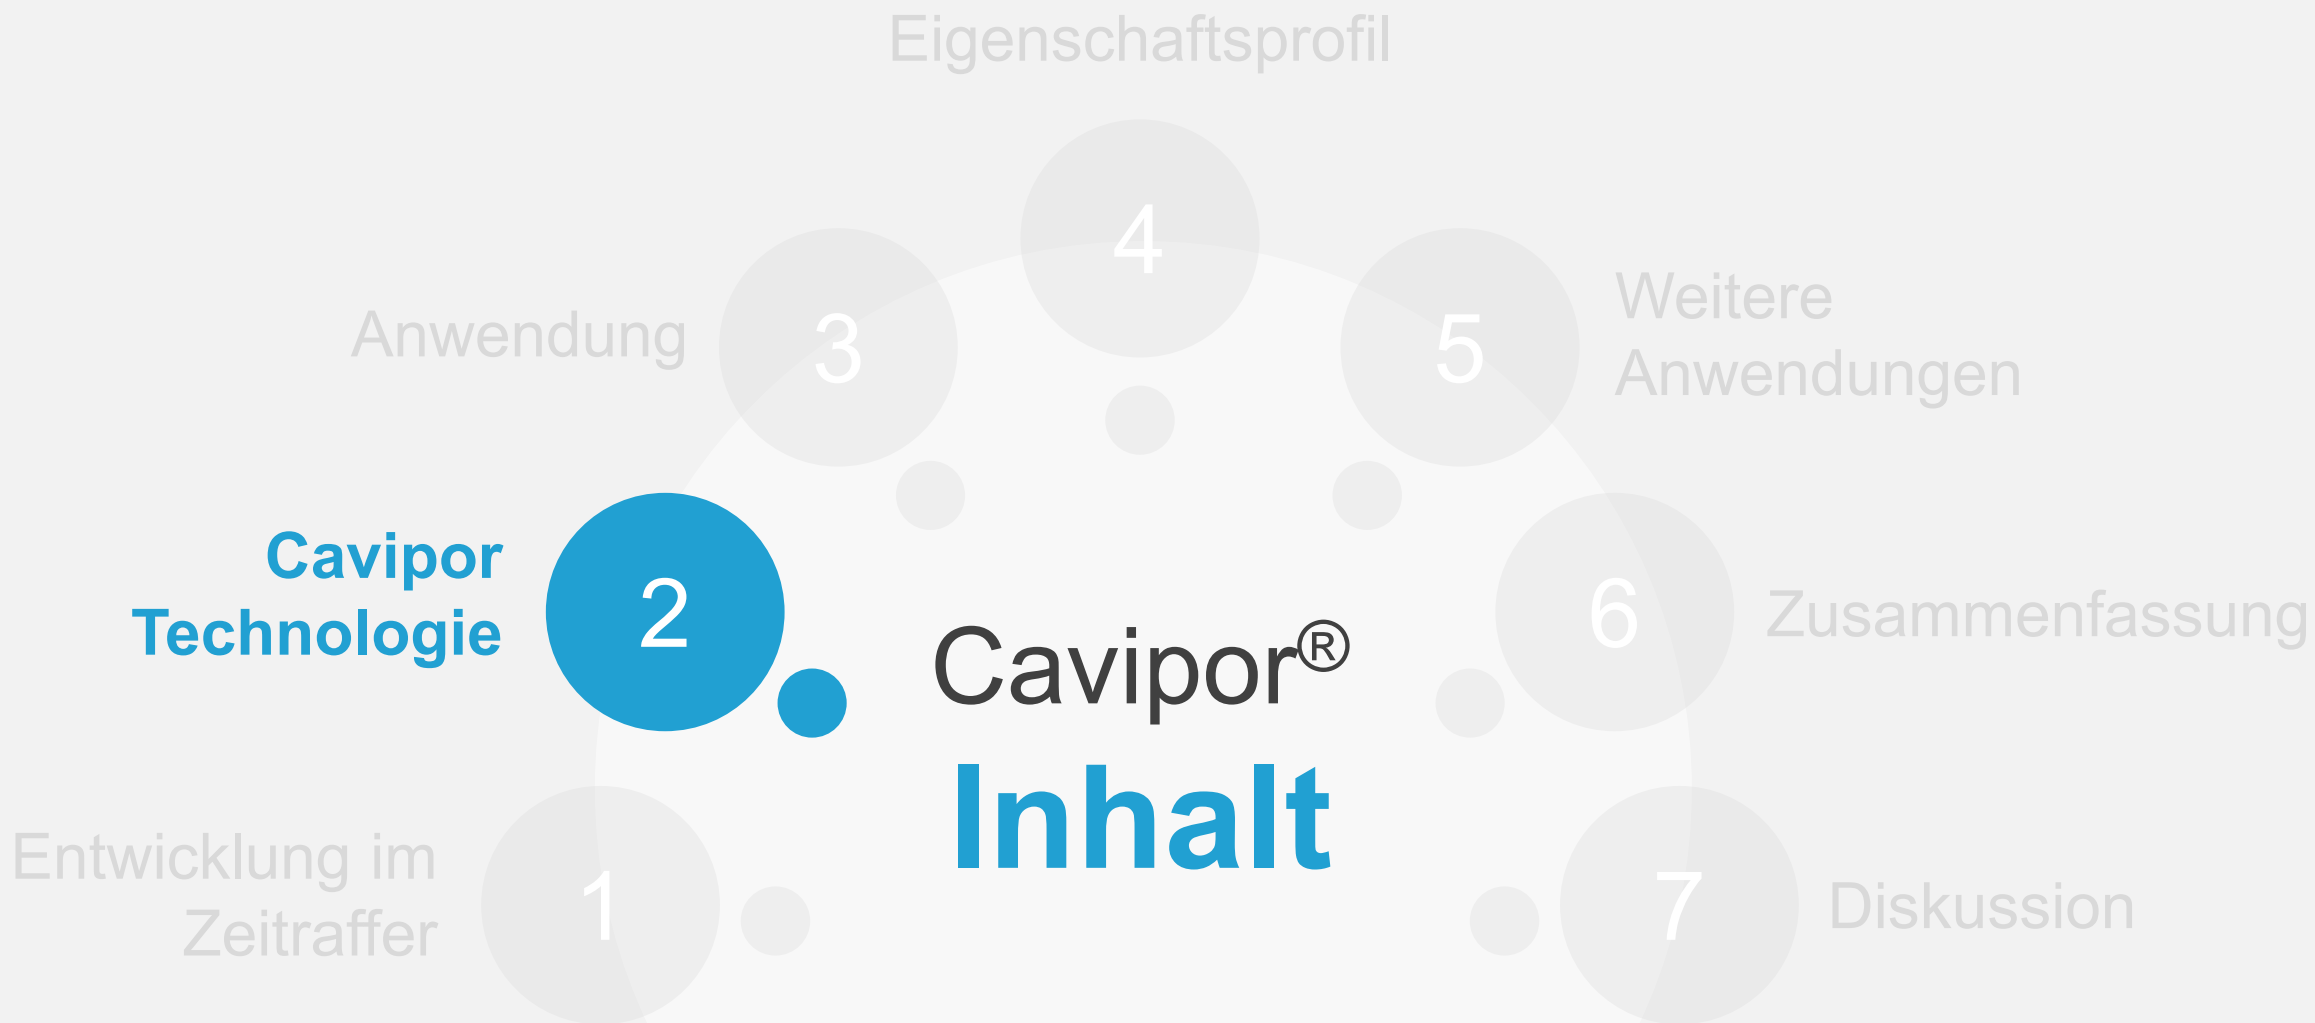 Eigenschaftsprofil
4
Anwendung
3
5
Weitere
Anwendungen
Cavipor
Technologie
2
6
Zusammenfassung
Cavipor®
Inhalt
Entwicklung im
Zeitraffer
1
7
Diskussion